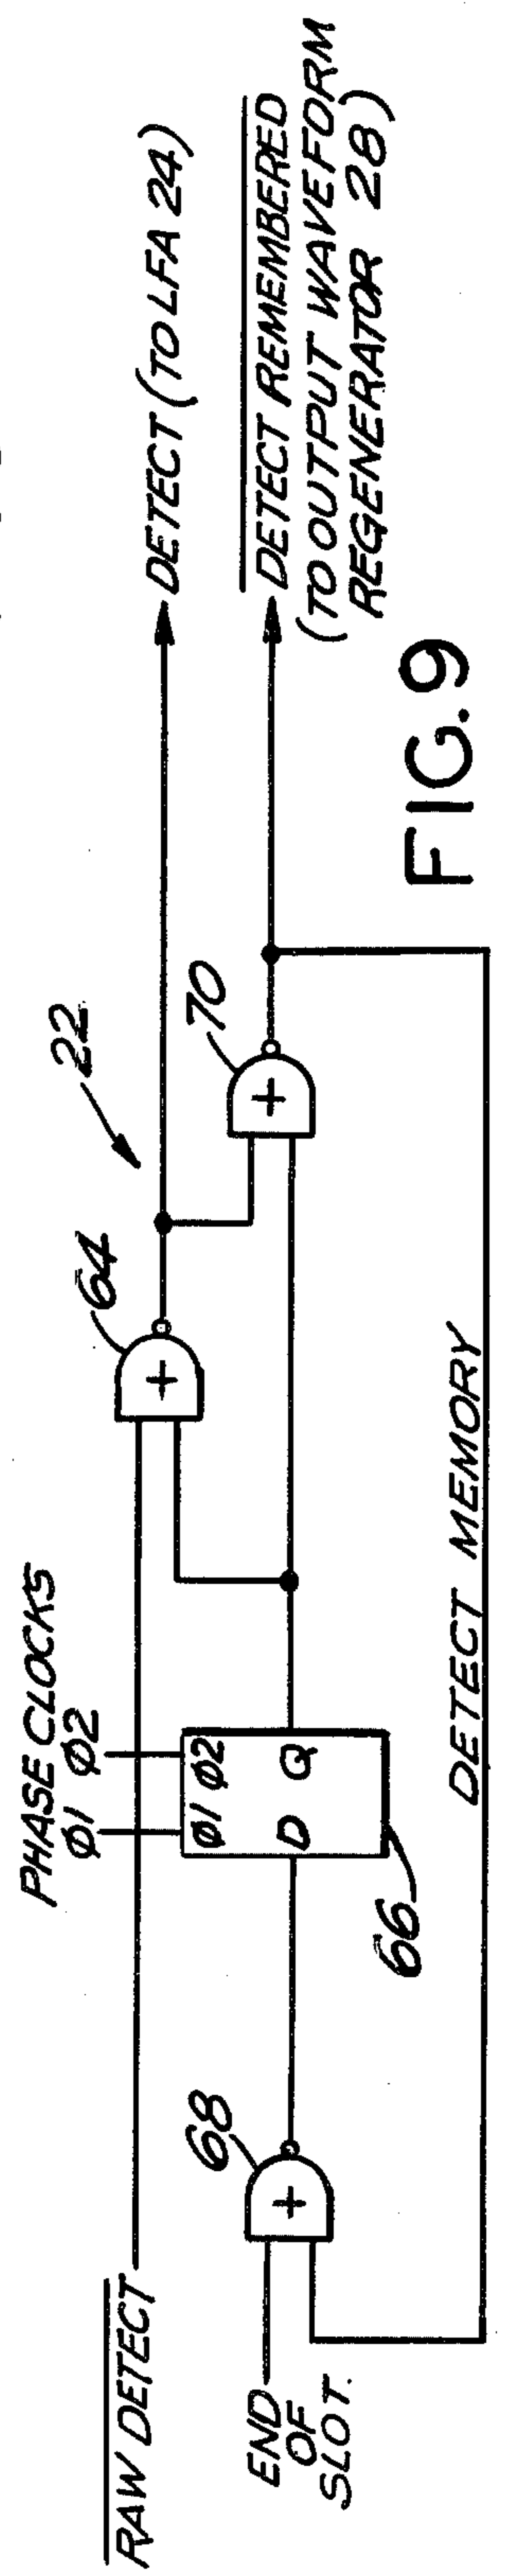 RAW DETECT
END
OF
SLOT.
68
PHASE CLOCKS
Ø1 Ø2
Ø1 Ø2
D Q
66
64
+
22
70
+
+
DETECT (TO LFA 24)
DETECT REMEMBERED
(TO OUTPUT WAVEFORM
REGENERATOR 28)
DETECT MEMORY
FIG. 9